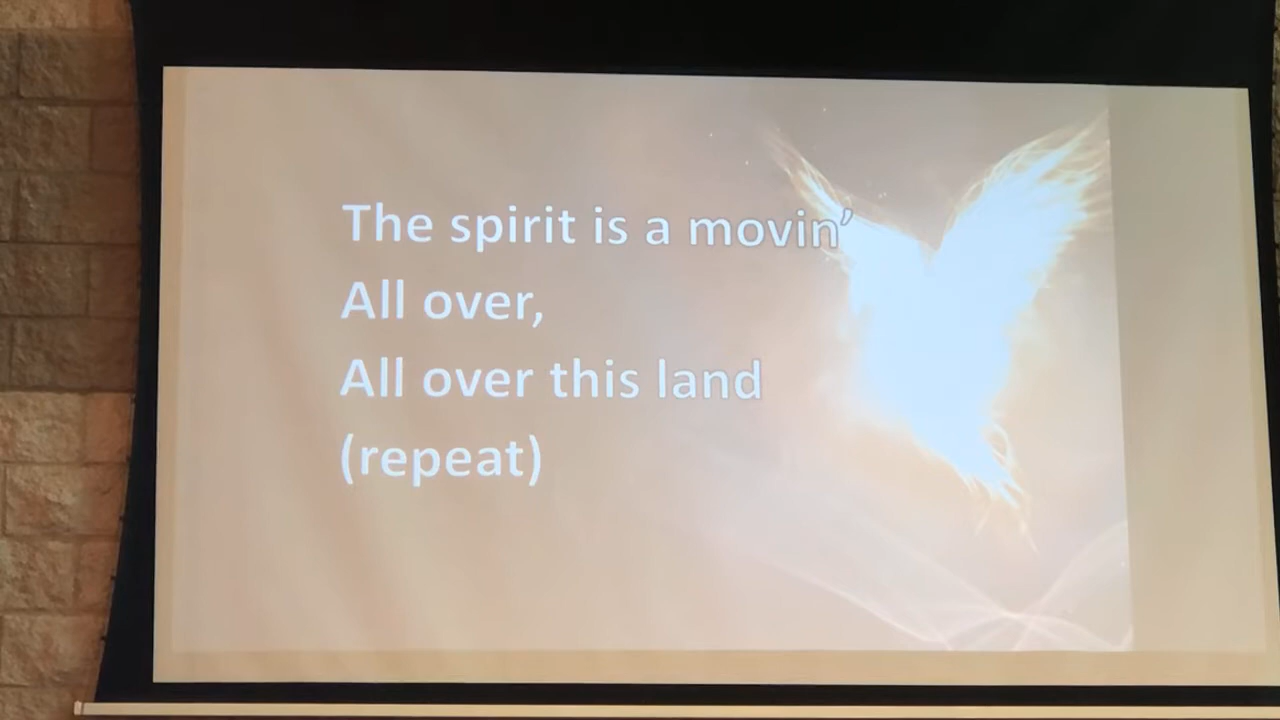 The spirit is a movin’
All over,
All over this land
(repeat)